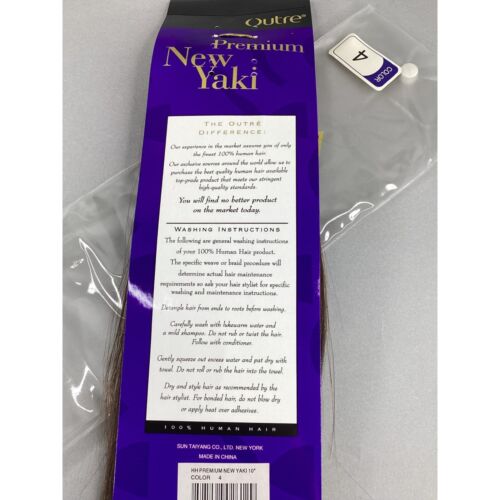 Outré
Premium
New
Yaki
COLOR
4
THE OUTRÉ
DIFFERENCE:
Our experience in the market assures you of only
the finest 100% human hair.
Our exclusive sources around the world allow us to
purchase the best quality human hair available
top-grade product that meets our stringent
high-quality standards.
You will find no better product
on the market today.
WASHING INSTRUCTIONS
The following are general washing instructions
of your 100% Human Hair product.
The specific weave or braid pocedure will
determine actual hair maintenance
requirements so ask your hair stylist for specific
washing and maintenance instructions.
Detangle hair from ends to roots before washing.
Carefully wash with lukewarm water and
a mild shampoo. Do not rub or twist the hair.
Follow with conditioner.
Gently squeeze out excess water and pat dry with
towel. Do not roll or rub the hair into the towel.
Dry and style hair as recommended by the
hair stylist. For bonded hair, do not blow dry
or apply heat over adhesives.
100% HUMAN HAIR
SUN TAIYANG CO., LTD. NEW YORK
MADE IN CHINA
HH PREMIUM NEW YAKI 10"
COLOR 4